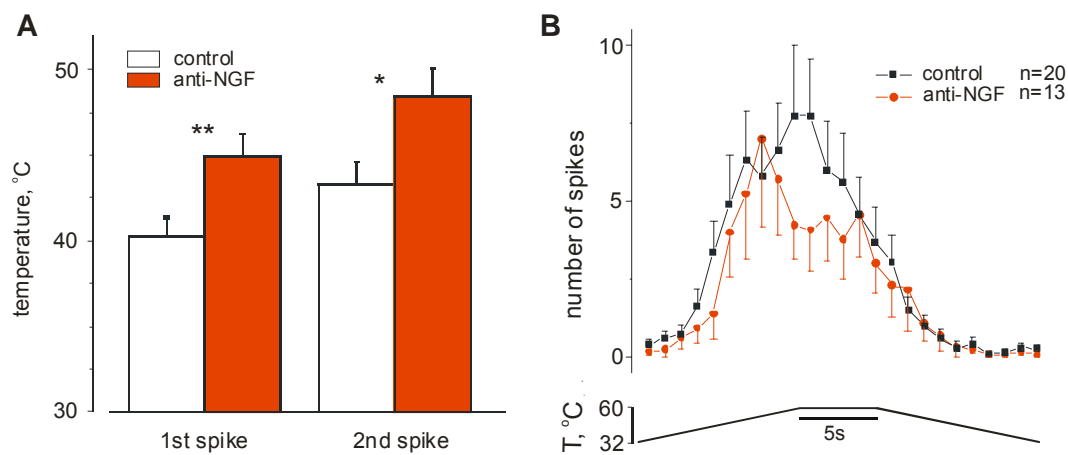 A
temperature, °C
50
40
30
control
anti-NGF
**
*
1st spike
2nd spike
B
number of spikes
10
5
0
control n=20
anti-NGF n=13
T, °C
60
32
5s